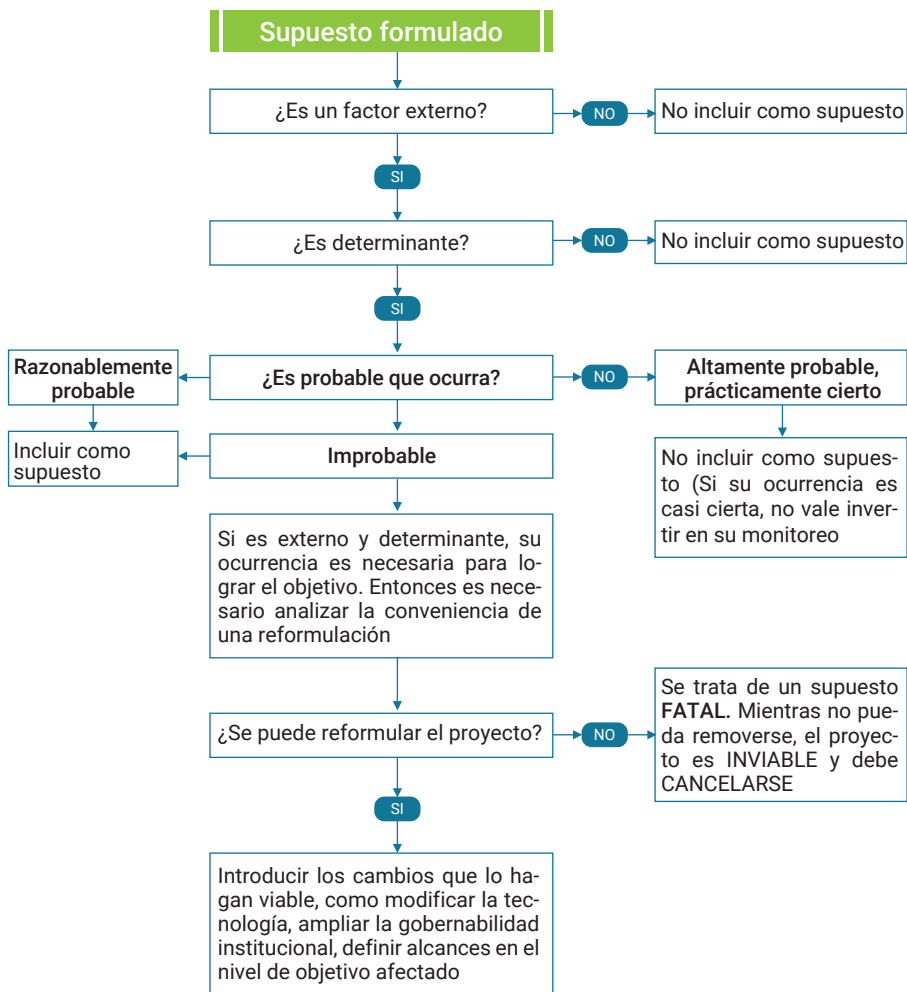 Supuesto formulado
¿Es un factor externo?
NO
No incluir como supuesto
SI
¿Es determinante?
NO
No incluir como supuesto
SI
Razonablemente
probable
¿Es probable que ocurra?
NO
Altamente probable,
prácticamente cierto
Incluir como
supuesto
Improbable
No incluir como supues-
to (Si su ocurrencia es
casi cierta, no vale inver-
tir en su monitoreo
Si es externo y determinante, su
ocurrencia es necesaria para lo-
grar el objetivo. Entonces es nece-
sario analizar la conveniencia de
una reformulación
¿Se puede reformular el proyecto?
NO
Se trata de un supuesto
FATAL. Mientras no pue-
da removerse, el proyec-
to es INVIABLE y debe
CANCELARSE
SI
Introducir los cambios que lo ha-
gan viable, como modificar la tec-
nología, ampliar la gobernabilidad
institucional, definir alcances en el
nivel de objetivo afectado